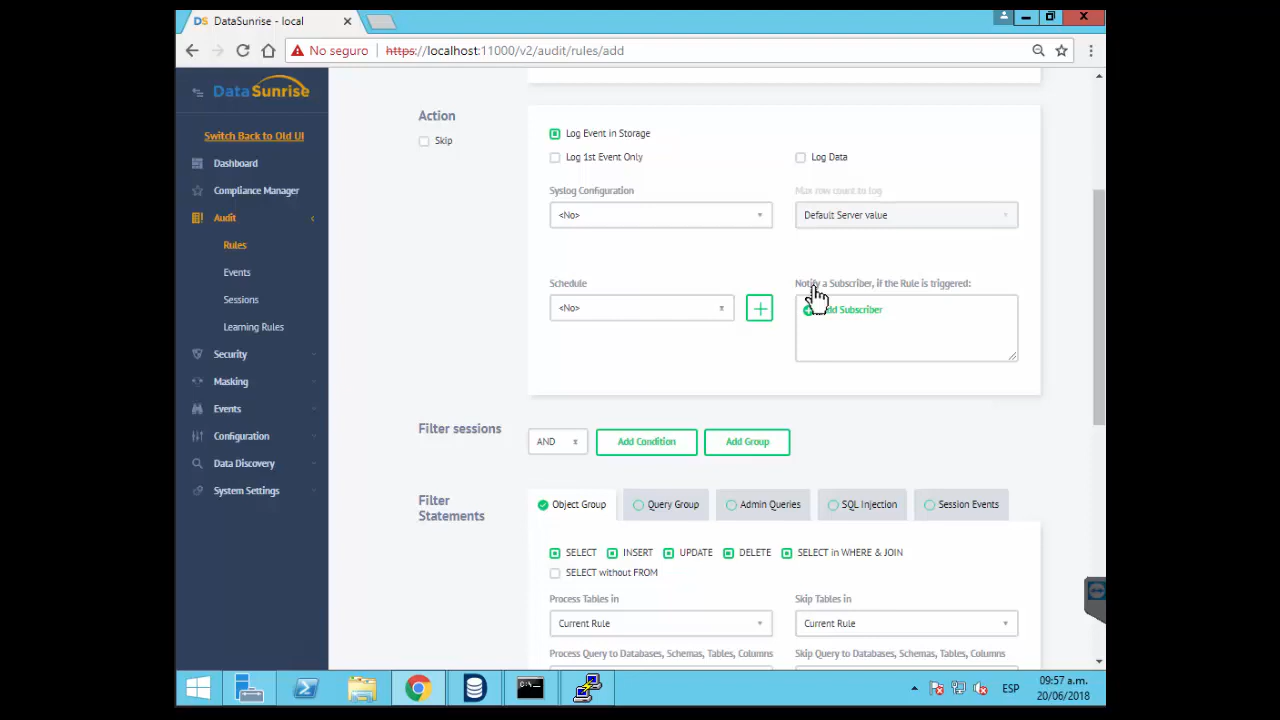 DS DataSunrise - local
No seguro
https://localhost:11000/v2/audit/rules/add
DataSunrise
Switch Back to Old UI
Dashboard
Compliance Manager
Audit
Rules
Events
Sessions
Learning Rules
Security
Masking
Events
Configuration
Data Discovery
System Settings
Action
Skip
Log Event in Storage
Log 1st Event Only
Log Data
Syslog Configuration
Max row count to log
<No>
Default Server value
Schedule
Notify a Subscriber, if the Rule is triggered:
<No>
Add Subscriber
Filter sessions
AND
Add Condition
Add Group
Filter
Statements
Object Group
Query Group
Admin Queries
SQL Injection
Session Events
SELECT
INSERT
UPDATE
DELETE
SELECT in WHERE & JOIN
SELECT without FROM
Process Tables in
Skip Tables in
Current Rule
Current Rule
Process Query to Databases, Schemas, Tables, Columns
Skip Query to Databases, Schemas, Tables, Columns
ESP
09:57 a.m.
20/06/2018